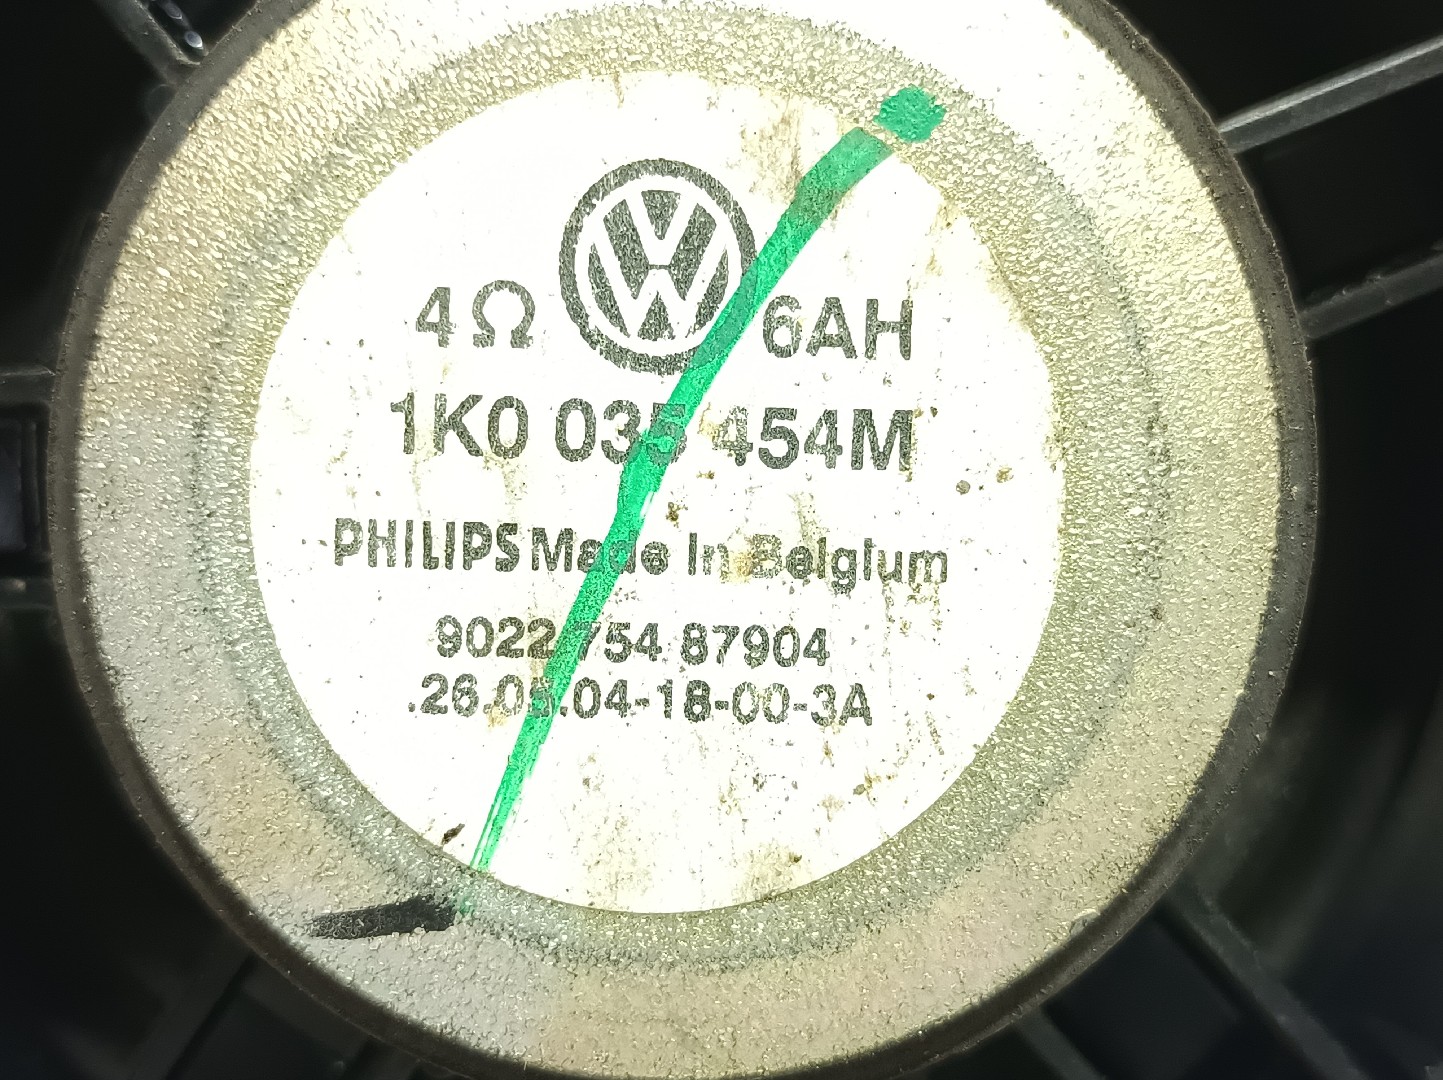 4Ω 6AH
1K0 035 454M
PHILIPS Made In Belgium
9022 754 87904
.26.05.04-18-00-3A